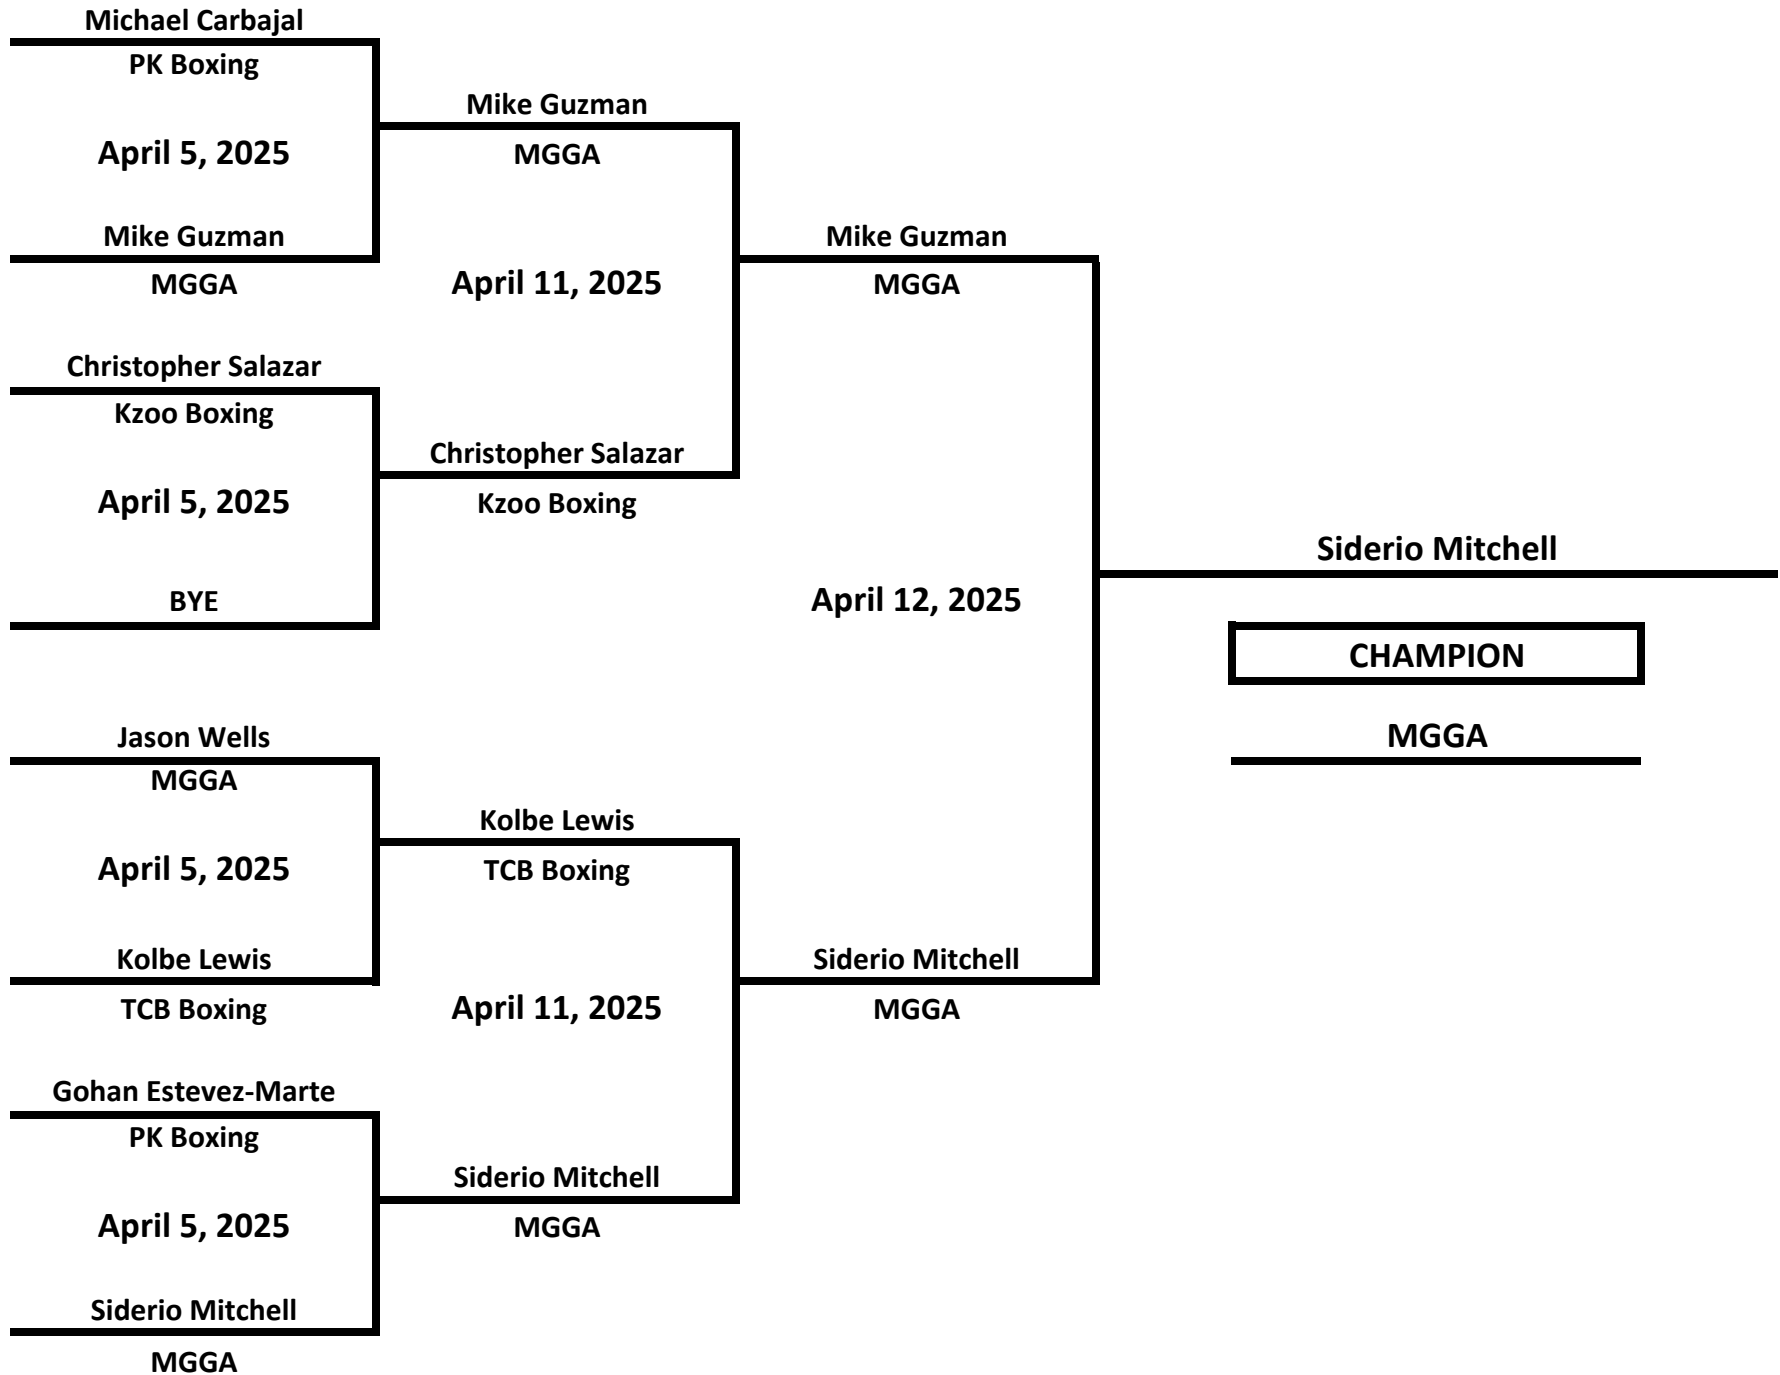 Michael Carbajal
PK Boxing
April 5, 2025
Mike Guzman
MGGA
Christopher Salazar
Kzoo Boxing
April 5, 2025
BYE
Jason Wells
MGGA
April 5, 2025
Kolbe Lewis
TCB Boxing
Gohan Estevez-Marte
PK Boxing
April 5, 2025
Siderio Mitchell
MGGA
Mike Guzman
MGGA
April 11, 2025
Christopher Salazar
Kzoo Boxing
Kolbe Lewis
TCB Boxing
April 11, 2025
Siderio Mitchell
MGGA
Mike Guzman
MGGA
April 12, 2025
Siderio Mitchell
MGGA
Siderio Mitchell
CHAMPION
MGGA